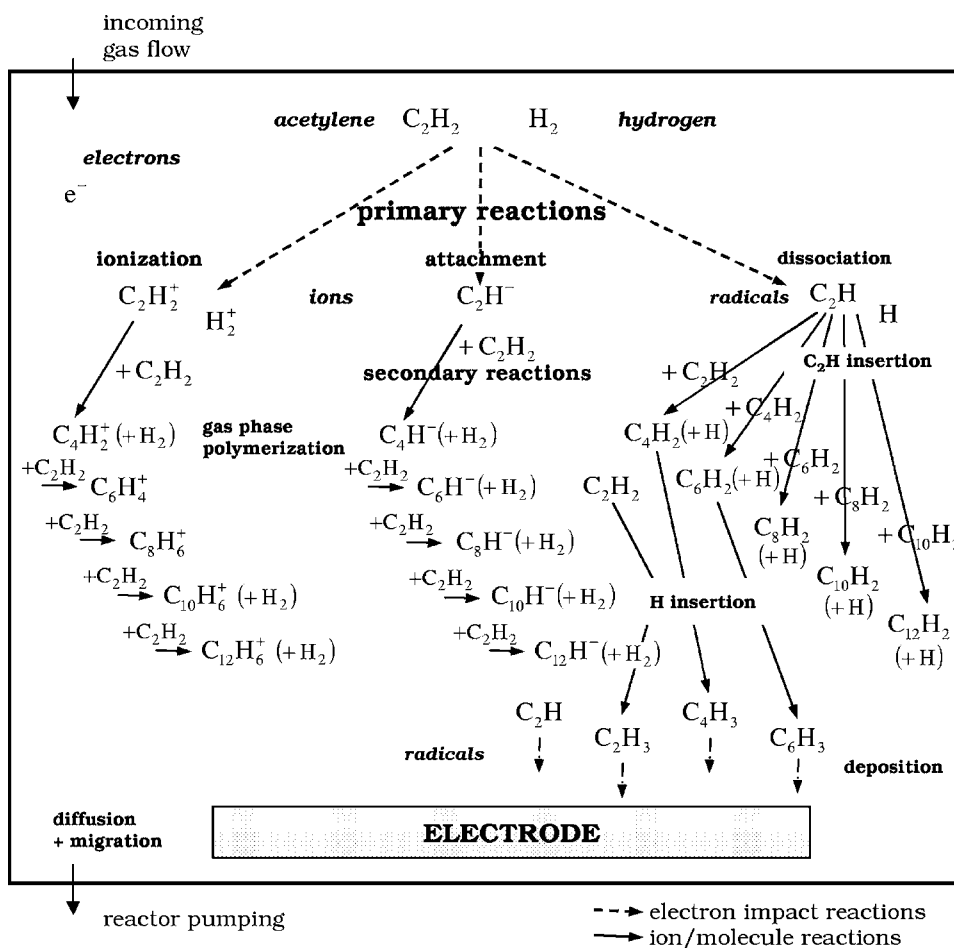 incoming
gas flow
acetylene C₂H₂ H₂ hydrogen
electrons
e⁻
primary reactions
ionization
attachment
dissociation
C₂H₂⁺
H₂⁺
ions
C₂H⁻
radicals
C₂H
H
+ C₂H₂
+ C₂H₂
secondary reactions
C₂H insertion
+ C₂H₂
+ C₄H₂
+ C₆H₂
+ C₈H₂
+ C₁₀H₂
gas phase
polymerization
C₄H₂⁺ (+H₂)
+C₂H₂
C₆H₄⁺
+C₂H₂
C₈H₆⁺
+C₂H₂
C₁₀H₆⁺ (+H₂)
+C₂H₂
C₁₂H₆⁺ (+H₂)
C₄H⁻(+H₂)
+C₂H₂
C₆H⁻(+H₂)
+C₂H₂
C₈H⁻(+H₂)
+C₂H₂
C₁₀H⁻(+H₂)
+C₂H₂
C₁₂H⁻(+H₂)
C₄H₂(+H)
C₂H₂
C₆H₂(+H)
C₈H₂
(+H)
C₁₀H₂
(+H)
C₁₂H₂
(+H)
H insertion
radicals
C₂H
C₂H₃
C₄H₃
C₆H₃
deposition
diffusion
+ migration
ELECTRODE
reactor pumping
electron impact reactions
ion/molecule reactions